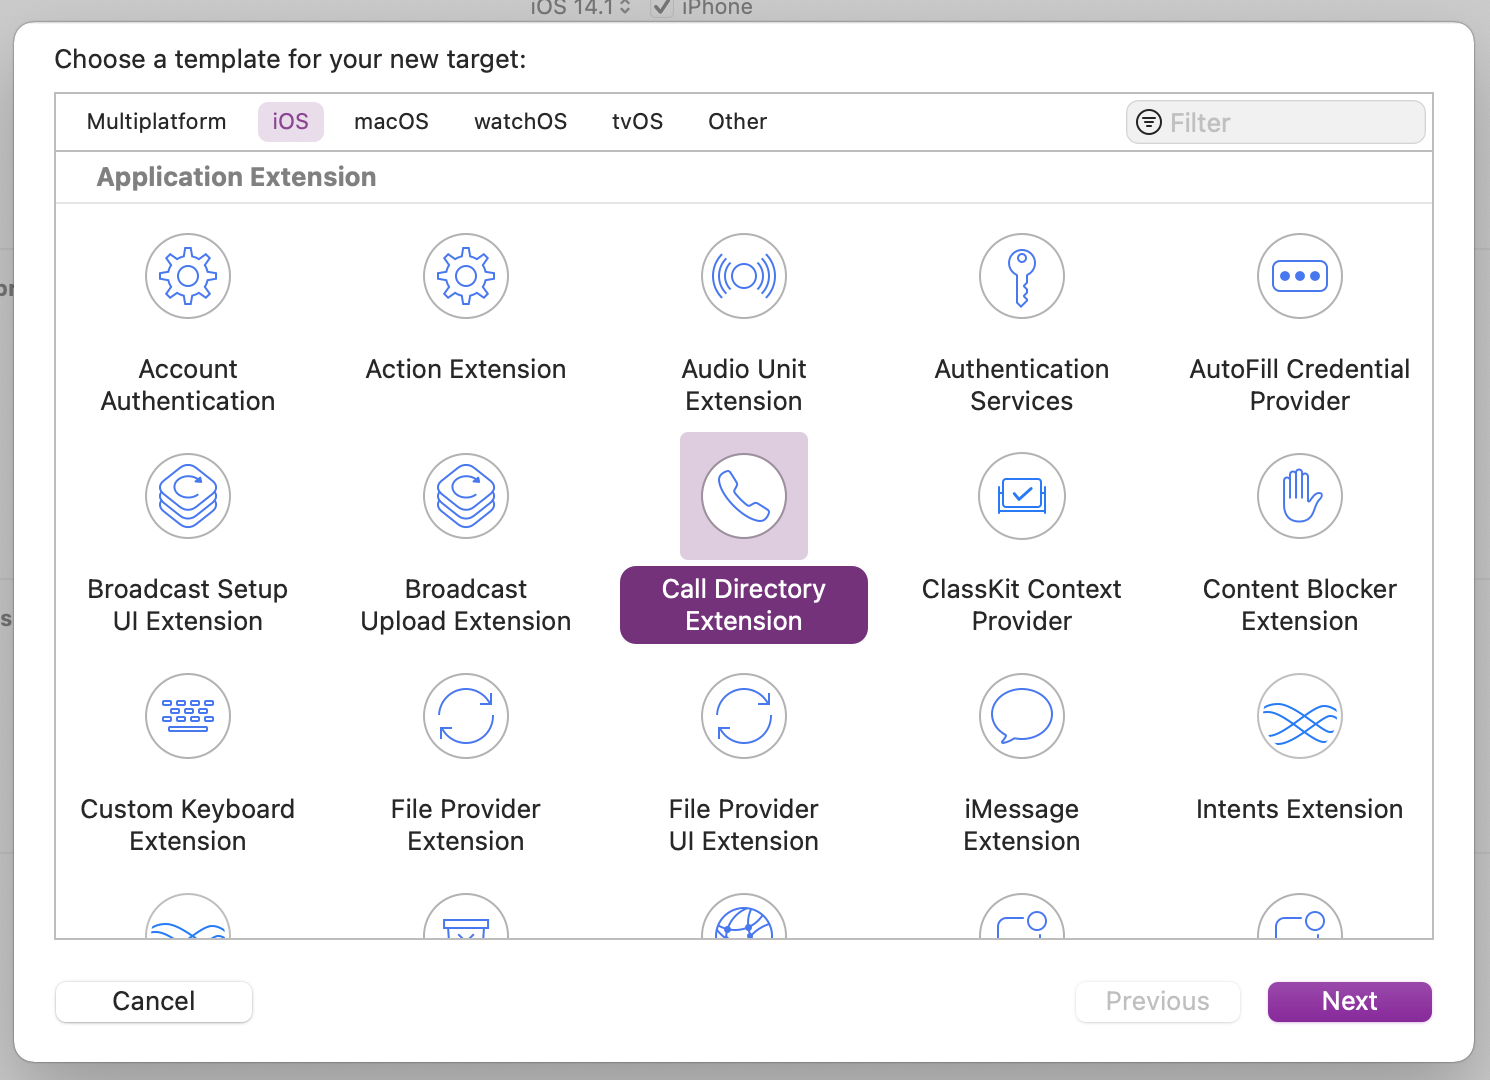 iOS 14.1 iPhone
Choose a template for your new target:
Multiplatform iOS macOS watchOS tvOS Other Filter
Application Extension
Account
Authentication
Action Extension
Audio Unit
Extension
Authentication
Services
AutoFill Credential
Provider
Broadcast Setup
UI Extension
Broadcast
Upload Extension
Call Directory
Extension
ClassKit Context
Provider
Content Blocker
Extension
Custom Keyboard
Extension
File Provider
Extension
File Provider
UI Extension
iMessage
Extension
Intents Extension
Cancel Previous Next